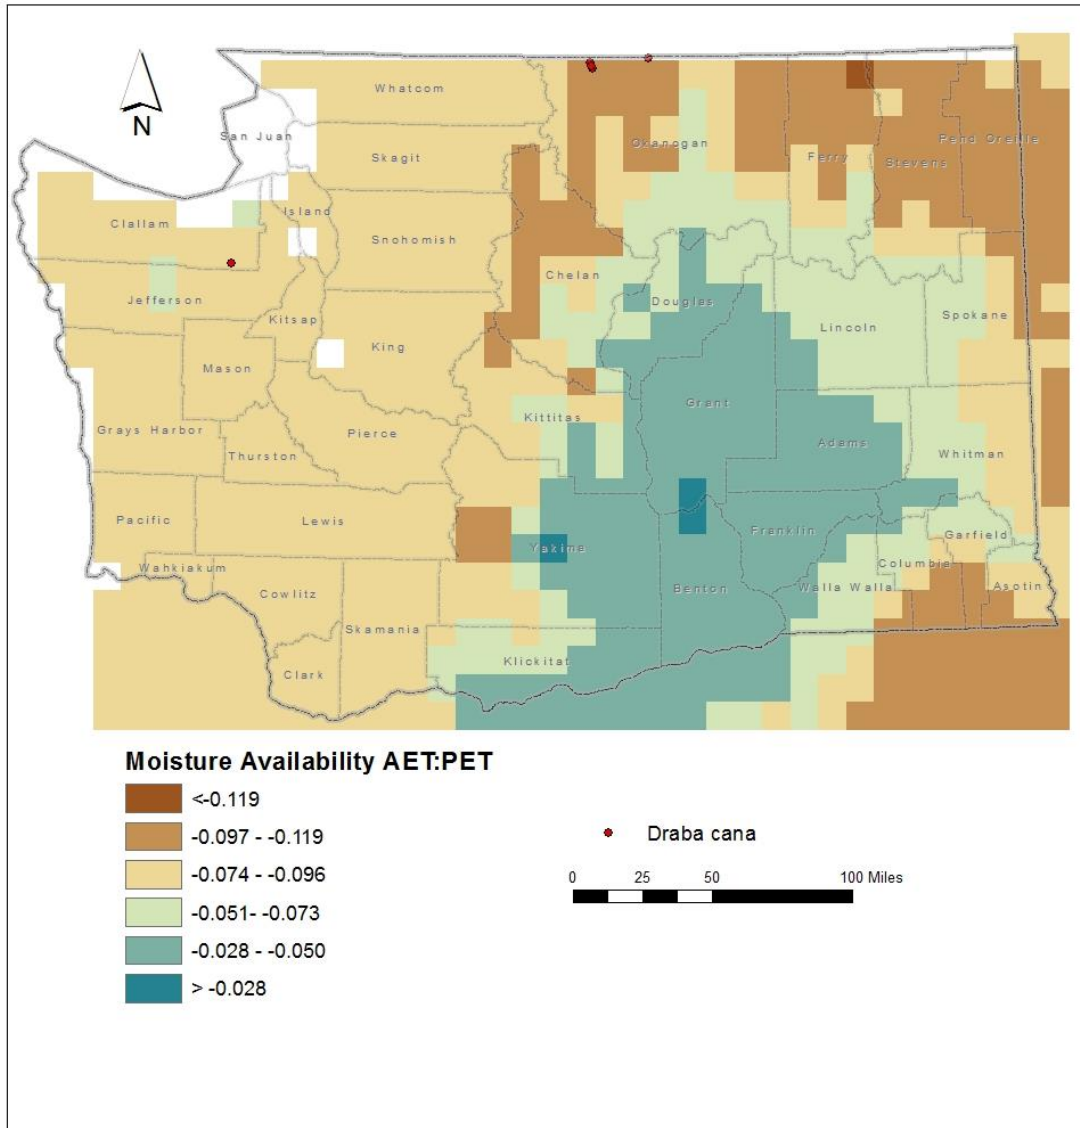 N
Whatcom
San Juan
Skagit
Okanogan
Ferry
Stevens
Pend Oreille
Island
Clallam
Snohomish
Chelan
Jefferson
Kitsap
Douglas
Lincoln
Spokane
King
Mason
Grant
Kittitas
Grays Harbor
Pierce
Adams
Thurston
Whitman
Pacific
Lewis
Franklin
Garfield
Yakima
Columbia
Wahkiakum
Asotin
Cowlitz
Benton
Walla Walla
Skamania
Klickitat
Clark
Moisture Availability AET:PET
<-0.119
-0.097 - -0.119
-0.074 - -0.096
-0.051- -0.073
-0.028 - -0.050
> -0.028
Draba cana
0 25 50 100 Miles